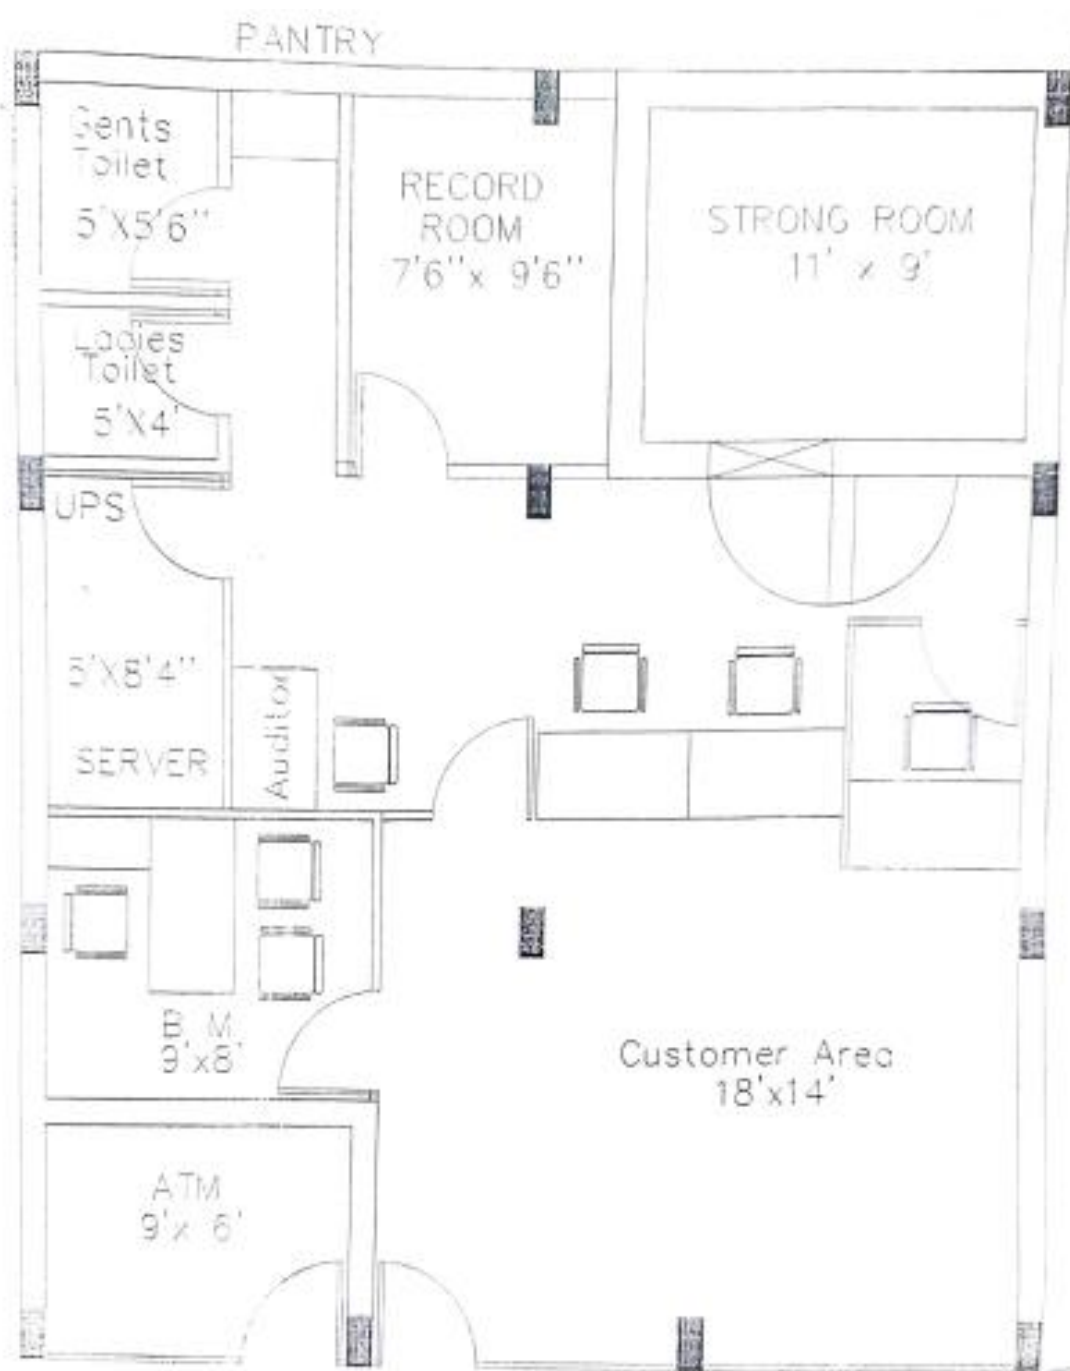 PANTRY
Gents
Toilet
5'X5'6"
RECORD
ROOM
7'6"x 9'6"
STRONG ROOM
11' x 9'
Ladies
Toilet
5'X4'
UPS
5'X8'4"
SERVER
Auditor
B.M.
9'x8'
Customer Area
18'x14'
ATM
9'x 6'